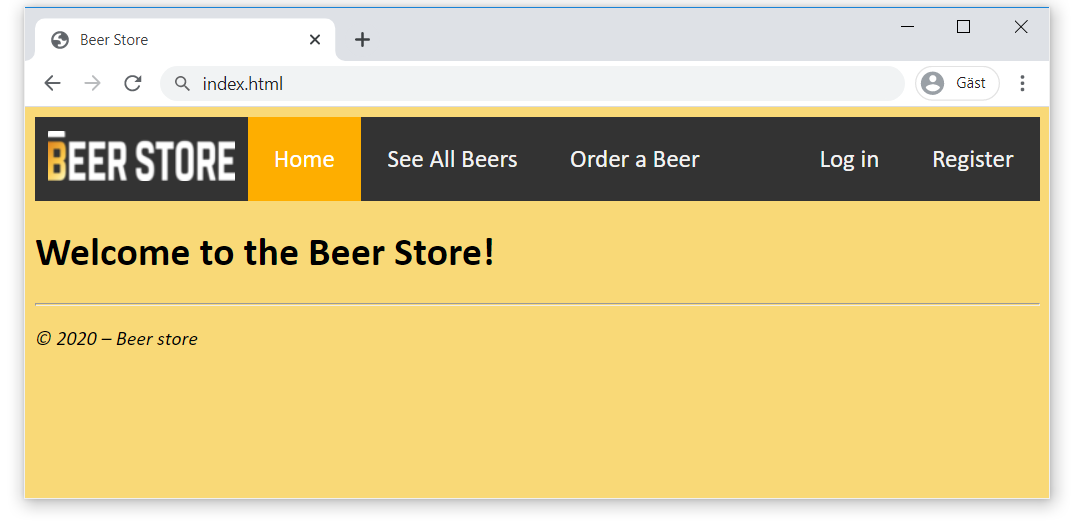 Beer Store
index.html
Gäst
BEER STORE Home See All Beers Order a Beer Log in Register
Welcome to the Beer Store!
© 2020 – Beer store